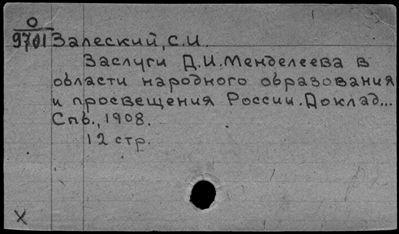 О
9701
Залеский, С.И.
Заслуги Д.И.Менделеева в
области народного образования
и просвещения России.Доклад...
Спб., 1908.
12 стр.
X